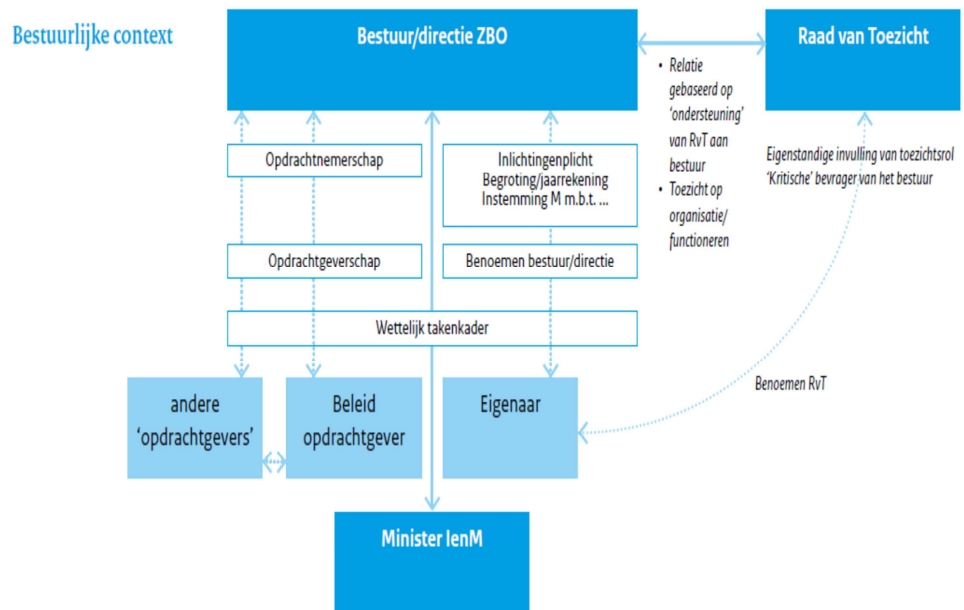 Bestuurlijke context
Bestuur/directie ZBO
Raad van Toezicht
• Relatie
gebaseerd op
‘ondersteuning’
van RvT aan
bestuur
• Toezicht op
organisatie/
functioneren
Eigenstandige invulling van toezichtsrol
‘Kritische’ bevrager van het bestuur
Opdrachtnemerschap
Inlichtingenplicht
Begroting/jaarrekening
Instemming M m.b.t. ...
Opdrachtgeverschap
Benoemen bestuur/directie
Wettelijk takenkader
andere
‘opdrachtgevers’
Beleid
opdrachtgever
Eigenaar
Benoemen RvT
Minister IenM